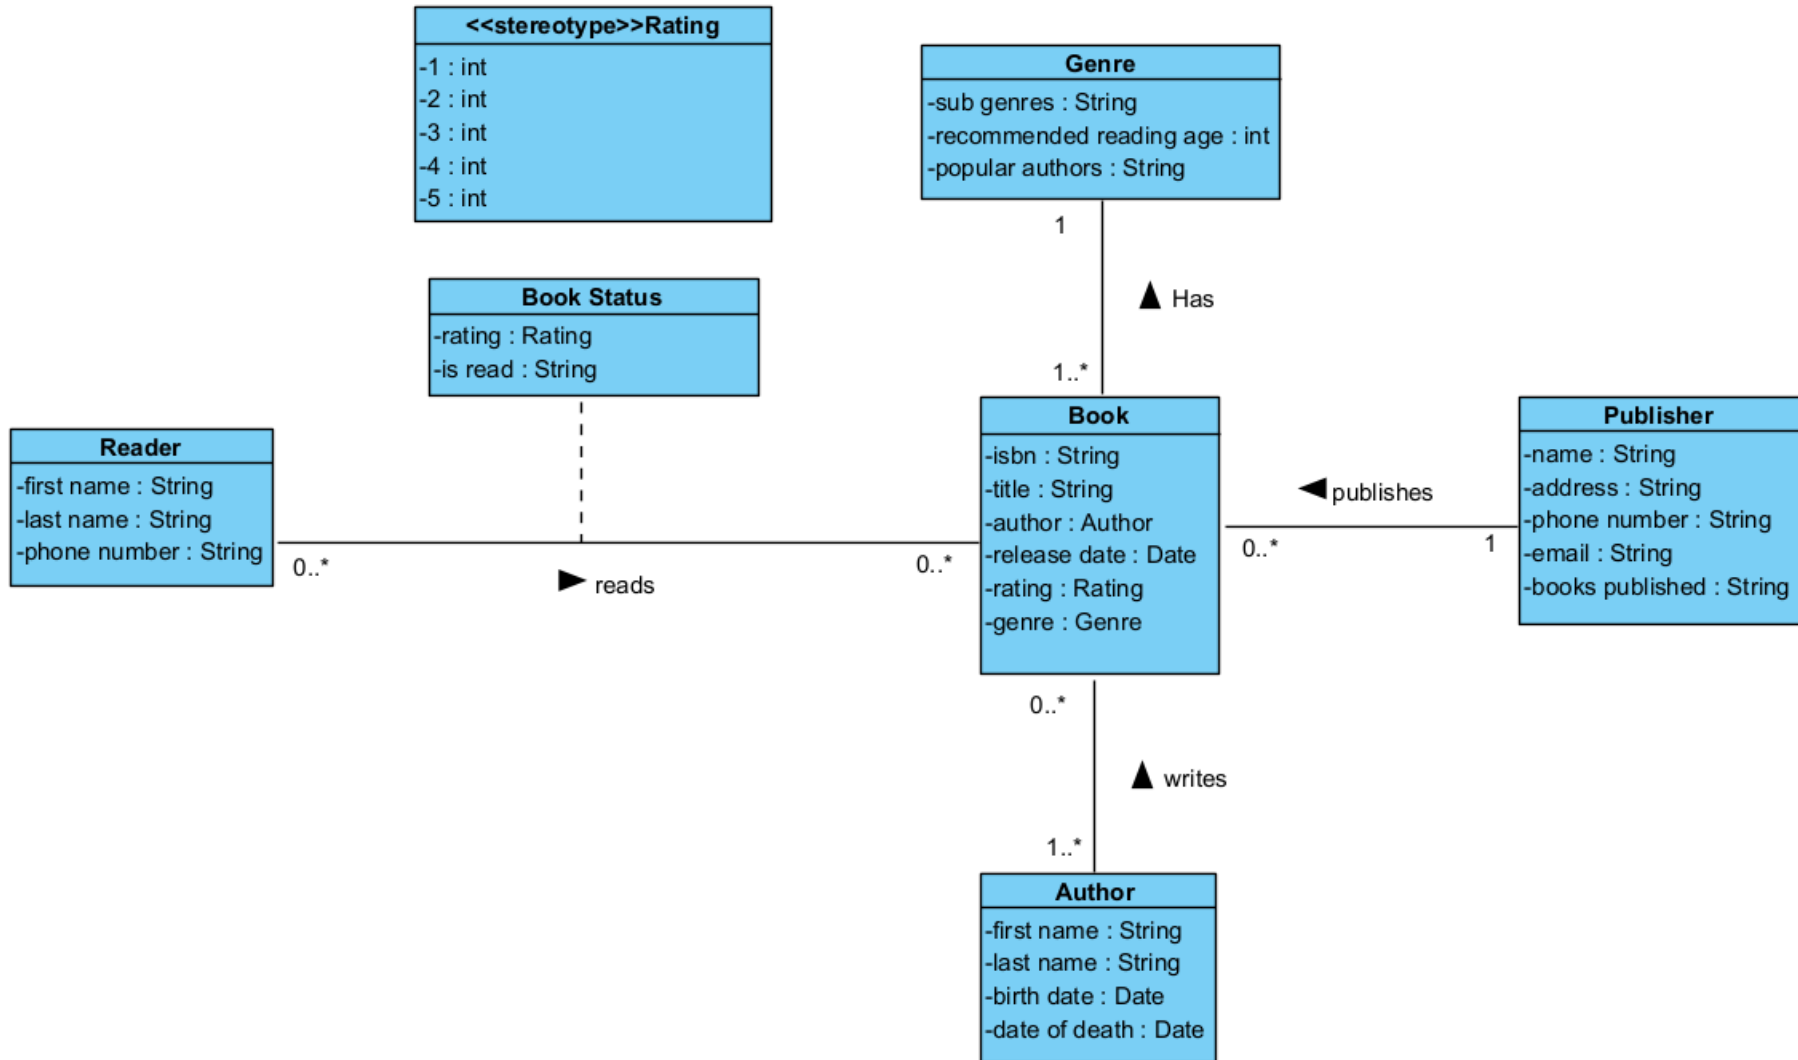 <<stereotype>>Rating
-1 : int
-2 : int
-3 : int
-4 : int
-5 : int
Genre
-sub genres : String
-recommended reading age : int
-popular authors : String
1
Has
1..*
Book Status
-rating : Rating
-is read : String
Reader
-first name : String
-last name : String
-phone number : String
0..*
reads
0..*
Book
-isbn : String
-title : String
-author : Author
-release date : Date
-rating : Rating
-genre : Genre
publishes
0..*
1
Publisher
-name : String
-address : String
-phone number : String
-email : String
-books published : String
0..*
writes
1..*
Author
-first name : String
-last name : String
-birth date : Date
-date of death : Date